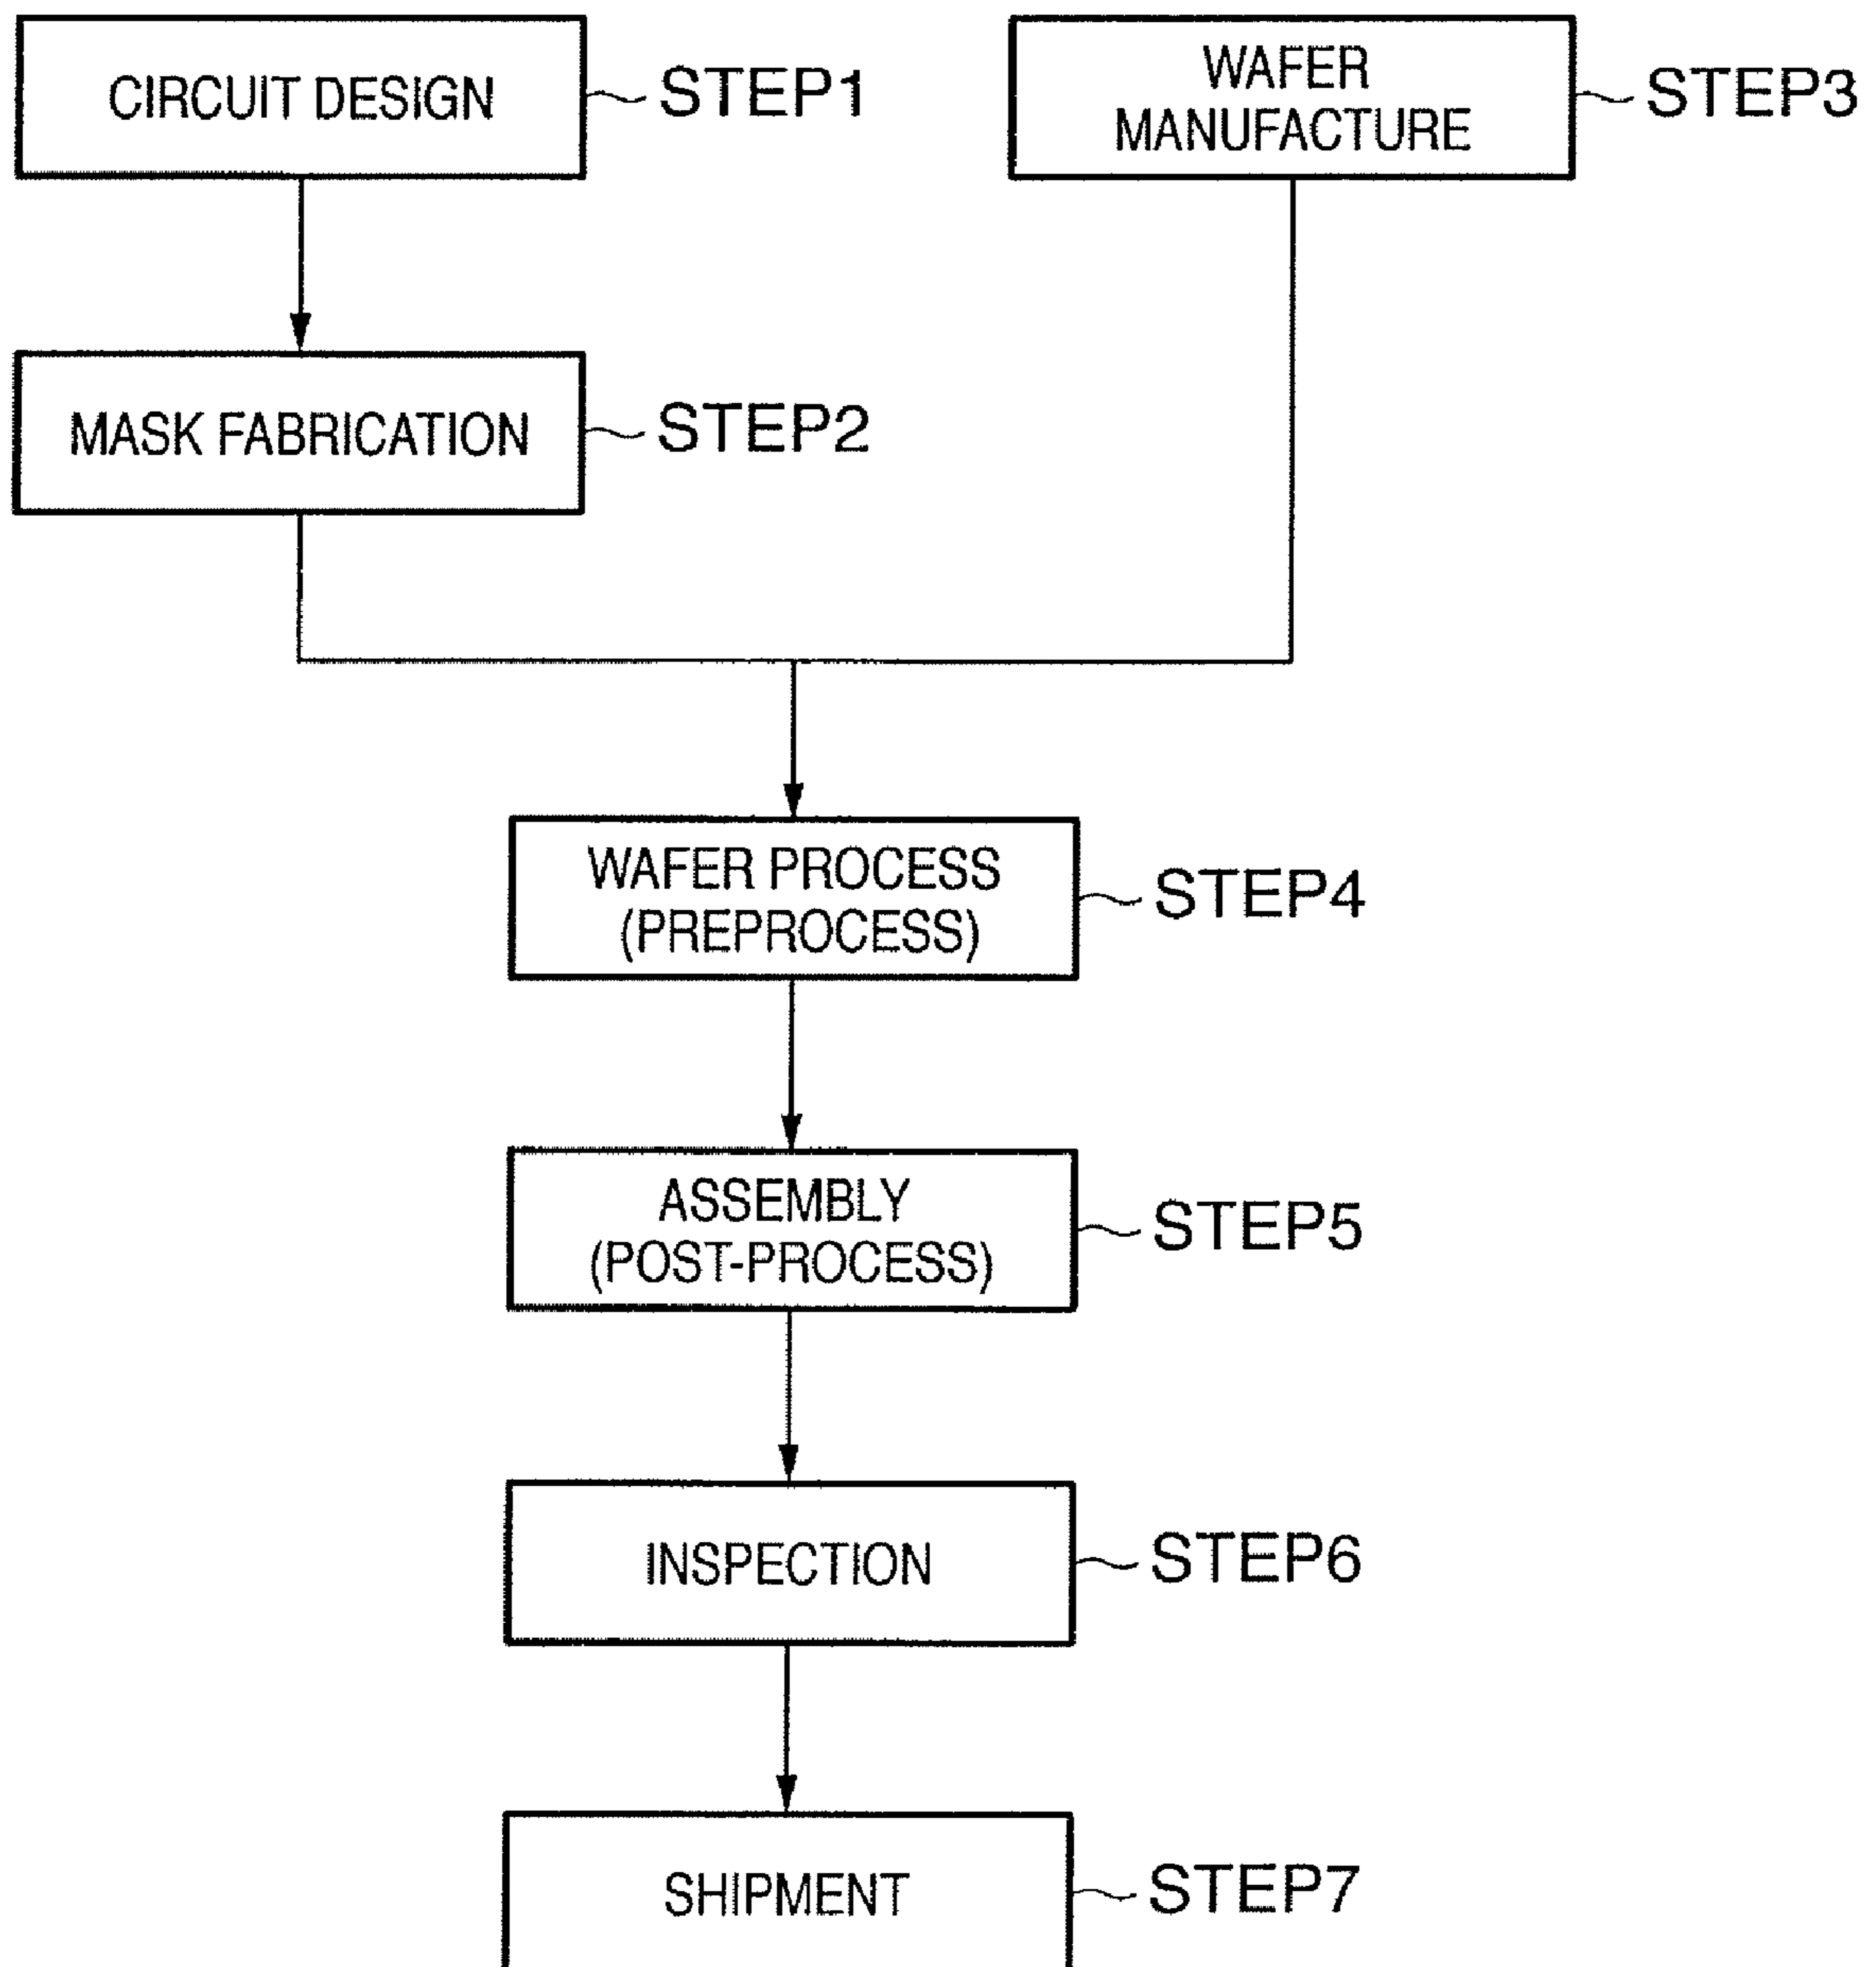 CIRCUIT DESIGN
STEP1
WAFER
MANUFACTURE
STEP3
MASK FABRICATION
STEP2
WAFER PROCESS
(PREPROCESS)
STEP4
ASSEMBLY
(POST-PROCESS)
STEP5
INSPECTION
STEP6
SHIPMENT
STEP7